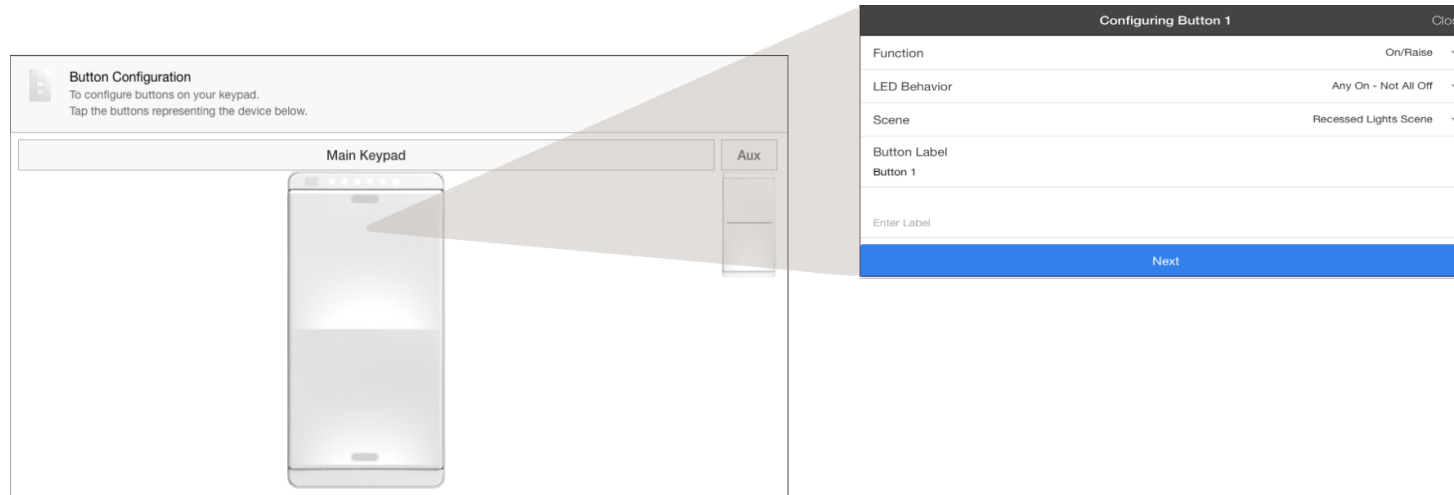 Button Configuration
To configure buttons on your keypad.
Tap the buttons representing the device below.
Main Keypad
Aux
Configuring Button 1
Function On/Raise
LED Behavior Any On - Not All Off
Scene Recessed Lights Scene
Button Label
Button 1
Enter Label
Next